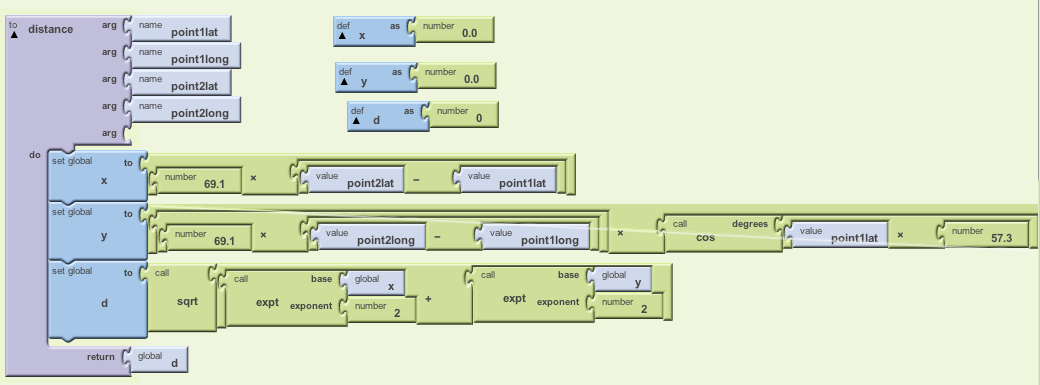 to distance arg name point1lat
arg name point1long
arg name point2lat
arg name point2long
arg
def x as number 0.0
def y as number 0.0
def d as number 0
do set global x to number 69.1 × value point2lat − value point1lat
set global y to number 69.1 × value point2long − value point1long × call cos degrees value point1lat × number 57.3
set global d to call sqrt call expt base global x exponent number 2 + call expt base global y exponent number 2
return global d